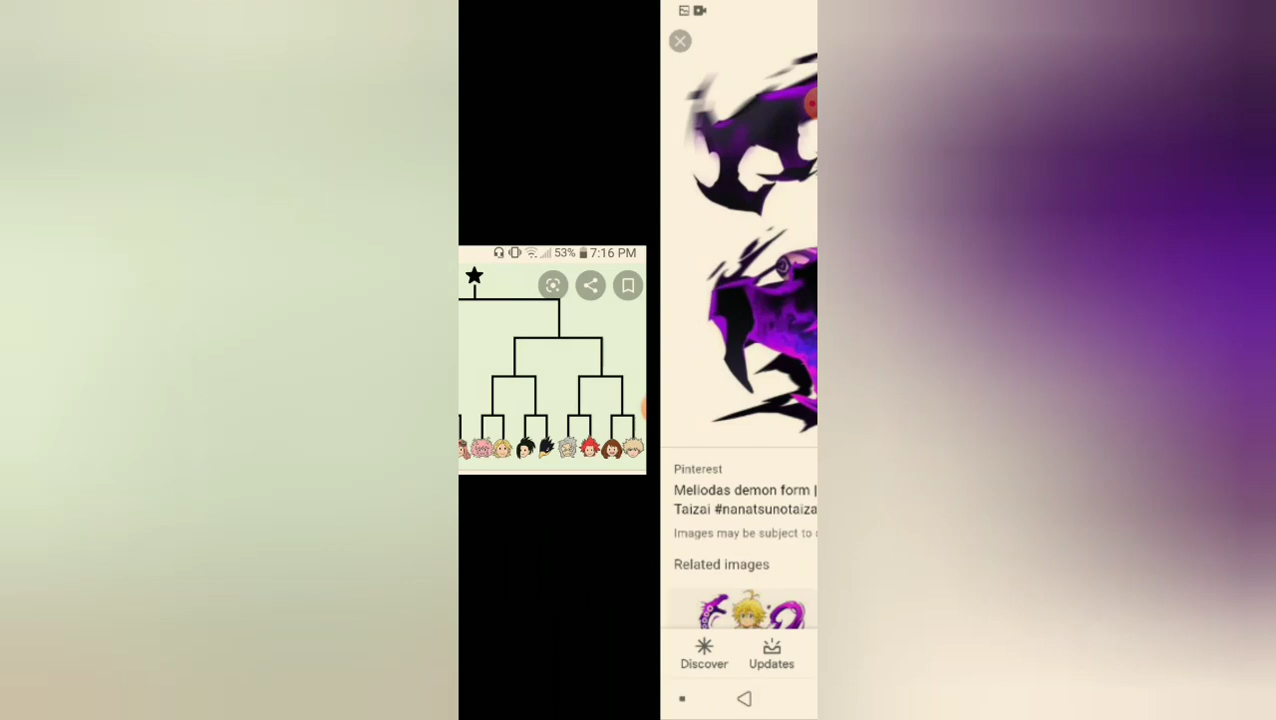 53% 7:16 PM
Pinterest
Meliodas demon form |
Taizai #nanatsunotaiza
Images may be subject to
Related images
Discover Updates